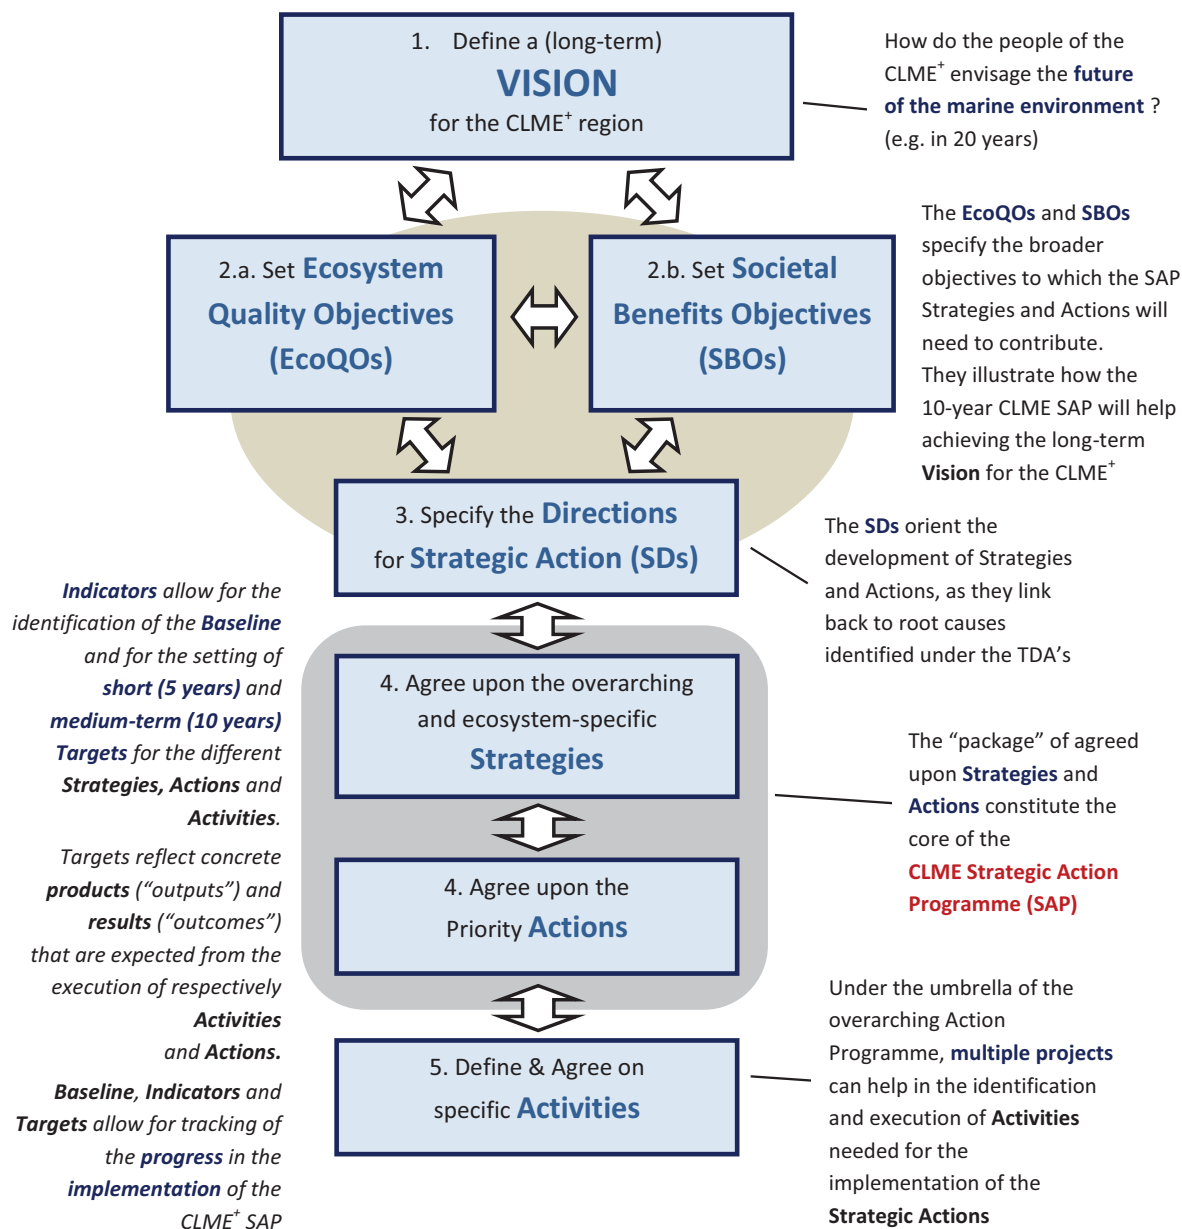 1. Define a (long-term)
VISION
for the CLME⁺ region
How do the people of the
CLME⁺ envisage the future
of the marine environment ?
(e.g. in 20 years)
2.a. Set Ecosystem
Quality Objectives
(EcoQOs)
2.b. Set Societal
Benefits Objectives
(SBOs)
The EcoQOs and SBOs
specify the broader
objectives to which the SAP
Strategies and Actions will
need to contribute.
They illustrate how the
10-year CLME SAP will help
achieving the long-term
Vision for the CLME⁺
3. Specify the Directions
for Strategic Action (SDs)
The SDs orient the
development of Strategies
and Actions, as they link
back to root causes
identified under the TDA’s
Indicators allow for the
identification of the Baseline
and for the setting of
short (5 years) and
medium-term (10 years)
Targets for the different
Strategies, Actions and
Activities.
Targets reflect concrete
products (“outputs”) and
results (“outcomes”)
that are expected from the
execution of respectively
Activities
and Actions.
Baseline, Indicators and
Targets allow for tracking of
the progress in the
implementation of the
CLME⁺ SAP
4. Agree upon the overarching
and ecosystem-specific
Strategies
4. Agree upon the
Priority Actions
The “package” of agreed
upon Strategies and
Actions constitute the
core of the
CLME Strategic Action
Programme (SAP)
5. Define & Agree on
specific Activities
Under the umbrella of the
overarching Action
Programme, multiple projects
can help in the identification
and execution of Activities
needed for the
implementation of the
Strategic Actions